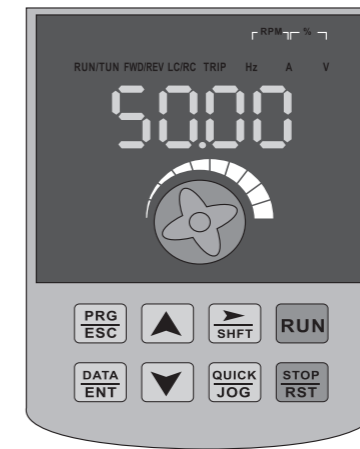 RPM %
RUN/TUN FWD/REV LC/RC TRIP Hz A V
50.00
PRG
ESC
SHFT
RUN
DATA
ENT
QUICK
JOG
STOP
RST